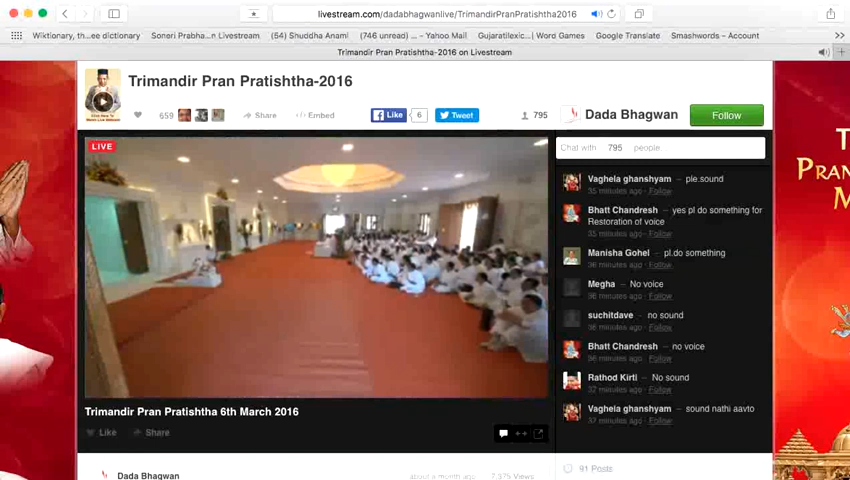 livestream.com/dadabhagwanlive/TrimandirPranPratishtha2016
Wiktionary, th...ee dictionary
Soneri Prabha...n Livestream
(54) Shuddha Anami
(746 unread) ... – Yahoo Mail
Gujaratilexic...| Word Games
Google Translate
Smashwords – Account
Trimandir Pran Pratishtha-2016 on Livestream
Trimandir Pran Pratishtha-2016
659
Share
Embed
Like
6
Tweet
795
Dada Bhagwan
Follow
LIVE
Chat with 795 people
Vaghela ghanshyam – ple.sound
35 minutes ago · Follow
Bhatt Chandresh – yes pl do something for
Restoration of voice
35 minutes ago · Follow
Manisha Gohel – pl.do something
36 minutes ago · Follow
Megha – No voice
36 minutes ago · Follow
suchitdave – no sound
36 minutes ago · Follow
Bhatt Chandresh – no voice
36 minutes ago · Follow
Rathod Kirti – No sound
37 minutes ago · Follow
Vaghela ghanshyam – sound nathi aavto
37 minutes ago · Follow
Trimandir Pran Pratishtha 6th March 2016
Like
Share
91 Posts
Dada Bhagwan
about a month ago
7,375 Views